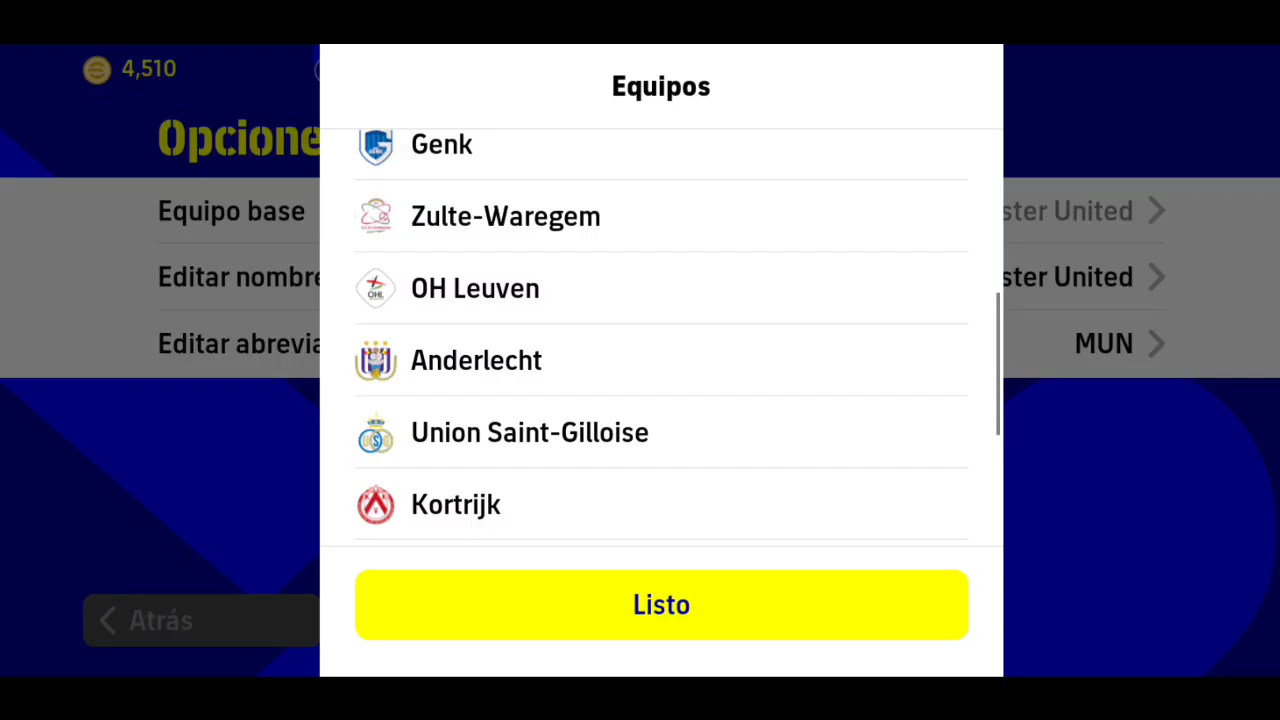 4,510
Equipos
Opcione
Genk
Equipo base
ster United
Zulte-Waregem
Editar nombre
ster United
OH Leuven
OHL
Editar abrevia
MUN
Anderlecht
Union Saint-Gilloise
Kortrijk
Listo
Atrás